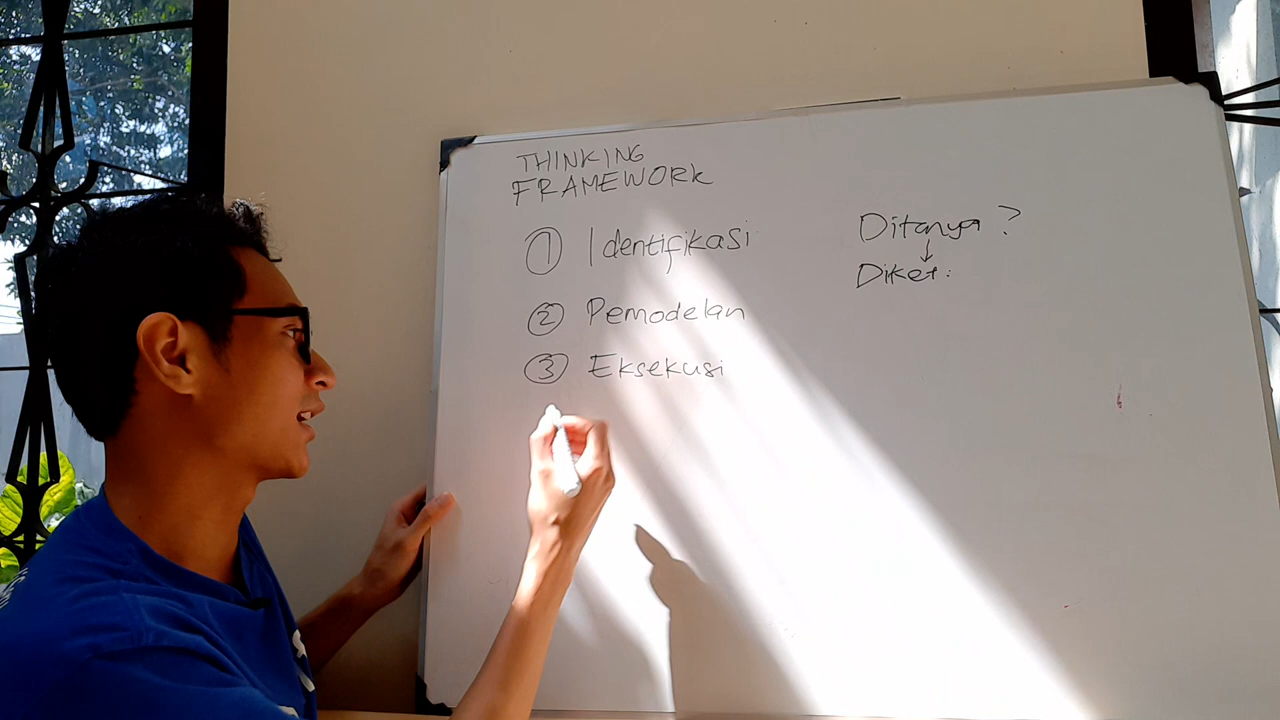 THINKING
FRAMEWORK
① Identifikasi
② Pemodelan
③ Eksekusi
Ditanya ?
↓
Diket: